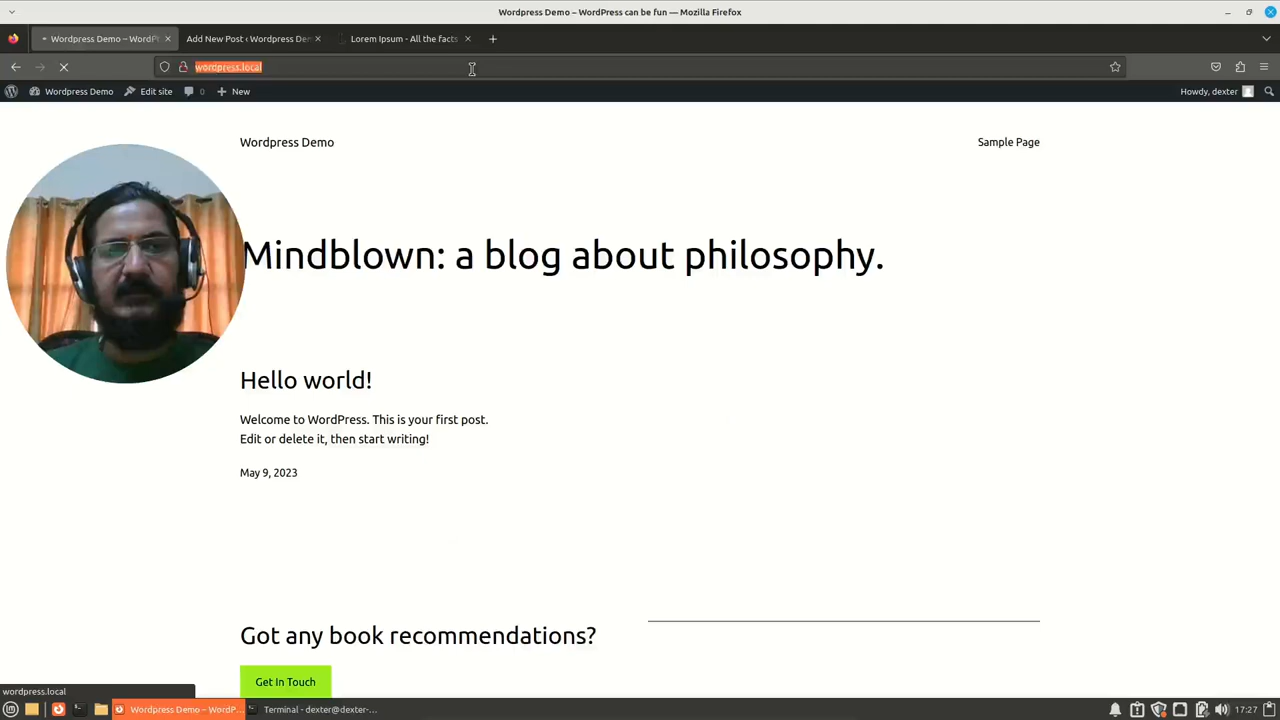 Wordpress Demo – WordPress can be fun — Mozilla Firefox
Wordpress Demo – WordPr
Add New Post ‹ Wordpress De
Lorem Ipsum - All the facts
wordpress.local
Wordpress Demo
Edit site
0
New
Howdy, dexter
Wordpress Demo
Sample Page
Mindblown: a blog about philosophy.
Hello world!
Welcome to WordPress. This is your first post.
Edit or delete it, then start writing!
May 9, 2023
Got any book recommendations?
Get In Touch
wordpress.local
Wordpress Demo – WordP...
Terminal - dexter@dexter-...
17:27